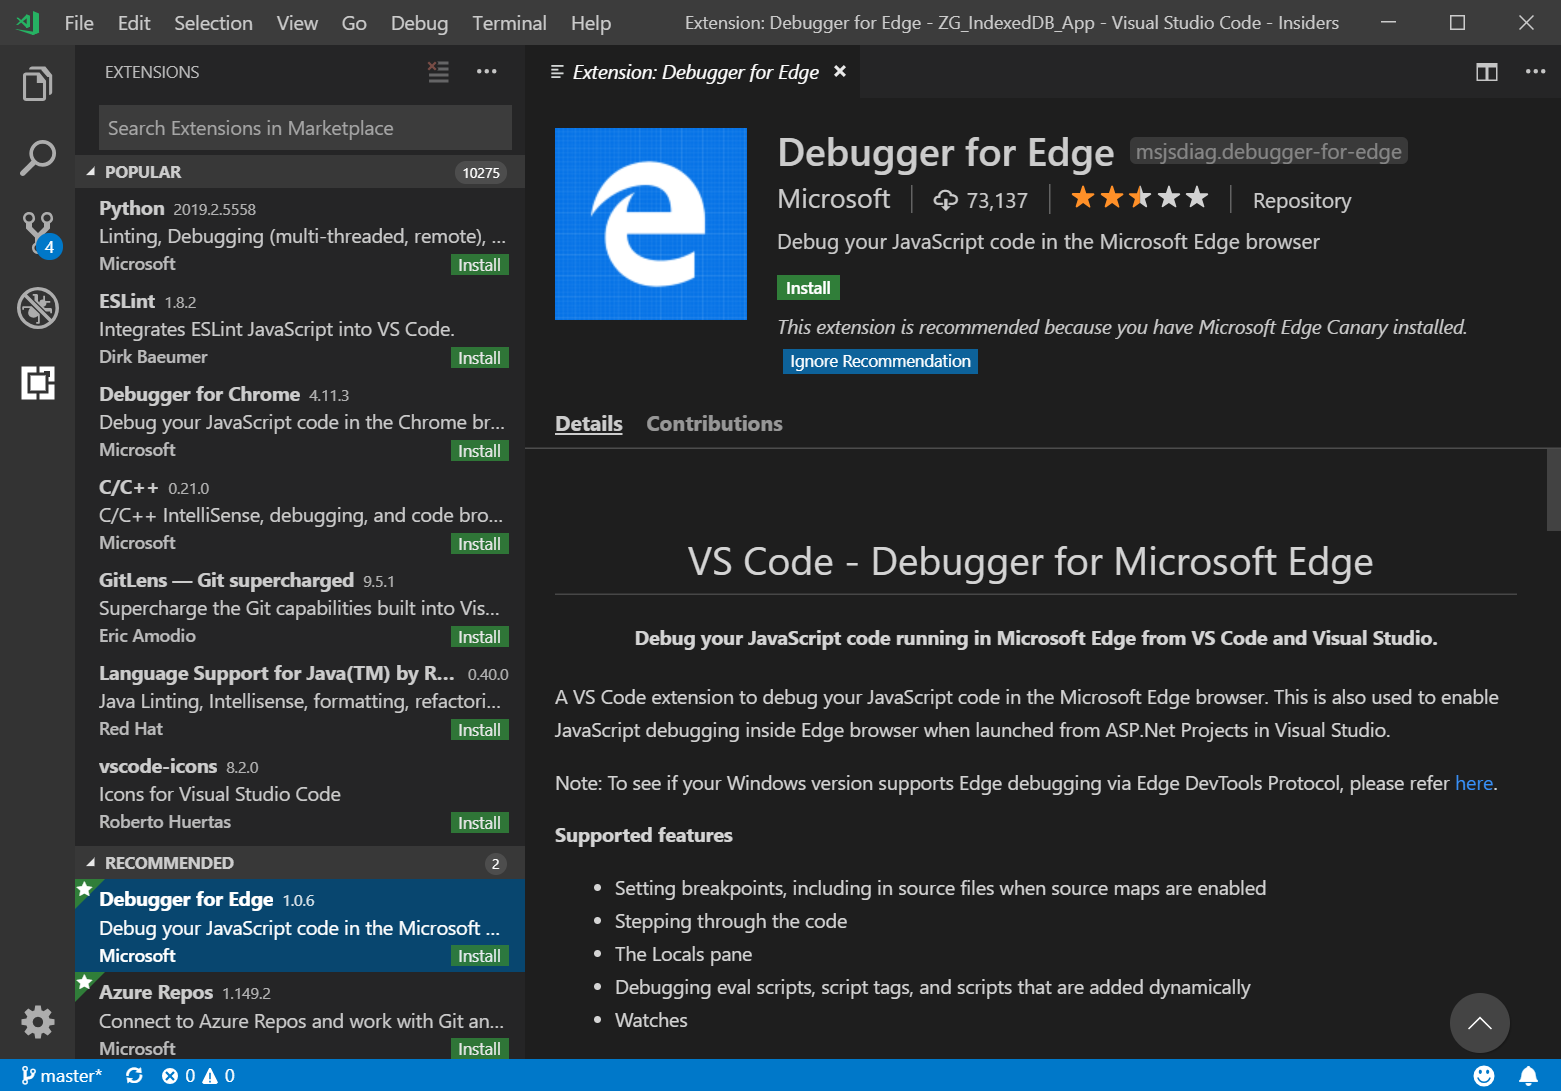 File Edit Selection View Go Debug Terminal Help Extension: Debugger for Edge - ZG_IndexedDB_App - Visual Studio Code - Insiders
EXTENSIONS
Search Extensions in Marketplace
POPULAR 10275
Python 2019.2.5558
Linting, Debugging (multi-threaded, remote), ...
Microsoft Install
ESLint 1.8.2
Integrates ESLint JavaScript into VS Code.
Dirk Baeumer Install
Debugger for Chrome 4.11.3
Debug your JavaScript code in the Chrome br...
Microsoft Install
C/C++ 0.21.0
C/C++ IntelliSense, debugging, and code bro...
Microsoft Install
GitLens — Git supercharged 9.5.1
Supercharge the Git capabilities built into Vis...
Eric Amodio Install
Language Support for Java(TM) by R... 0.40.0
Java Linting, Intellisense, formatting, refactori...
Red Hat Install
vscode-icons 8.2.0
Icons for Visual Studio Code
Roberto Huertas Install
RECOMMENDED 2
Debugger for Edge 1.0.6
Debug your JavaScript code in the Microsoft ...
Microsoft Install
Azure Repos 1.149.2
Connect to Azure Repos and work with Git an...
Microsoft Install
4
Extension: Debugger for Edge
Debugger for Edge msjsdiag.debugger-for-edge
Microsoft 73,137 Repository
Debug your JavaScript code in the Microsoft Edge browser
Install
This extension is recommended because you have Microsoft Edge Canary installed.
Ignore Recommendation
Details Contributions
VS Code - Debugger for Microsoft Edge
Debug your JavaScript code running in Microsoft Edge from VS Code and Visual Studio.
A VS Code extension to debug your JavaScript code in the Microsoft Edge browser. This is also used to enable
JavaScript debugging inside Edge browser when launched from ASP.Net Projects in Visual Studio.
Note: To see if your Windows version supports Edge debugging via Edge DevTools Protocol, please refer here.
Supported features
• Setting breakpoints, including in source files when source maps are enabled
• Stepping through the code
• The Locals pane
• Debugging eval scripts, script tags, and scripts that are added dynamically
• Watches
master* 0 0